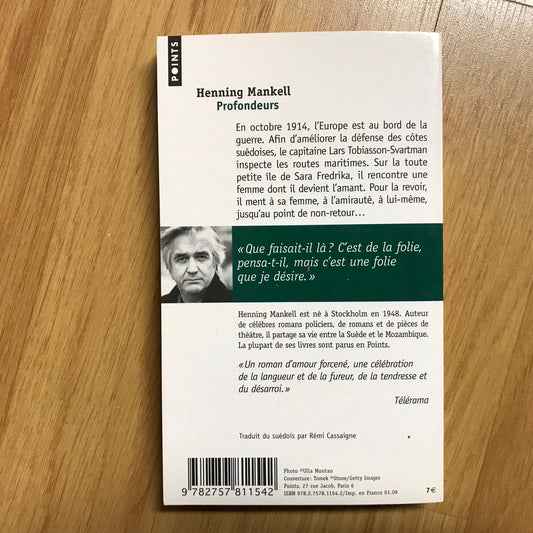 POINTS
Henning Mankell
Profondeurs
En octobre 1914, l'Europe est au bord de la
guerre. Afin d'améliorer la défense des côtes
suédoises, le capitaine Lars Tobiasson-Svartman
inspecte les routes maritimes. Sur la toute
petite île de Sara Fredrika, il rencontre une
femme dont il devient l'amant. Pour la revoir,
il ment à sa femme, à l'amirauté, à lui-même,
jusqu'au point de non-retour...
« Que faisait-il là ? C'est de la folie,
pensa-t-il, mais c'est une folie
que je désire. »
Henning Mankell est né à Stockholm en 1948. Auteur
de célèbres romans policiers, de romans et de pièces de
théâtre, il partage sa vie entre la Suède et le Mozambique.
La plupart de ses livres sont parus en Points.
« Un roman d'amour forcené, une célébration
de la langueur et de la fureur, de la tendresse et
du désarroi. »
Télérama
Traduit du suédois par Rémi Cassaigne
Photo ©Ulla Montan
Couverture : Tomek ©Stone/Getty Images
Points, 27 rue Jacob, Paris 6
ISBN 978.2.7578.1154.2/Imp. en France 01.09
7 €
9 782757 811542